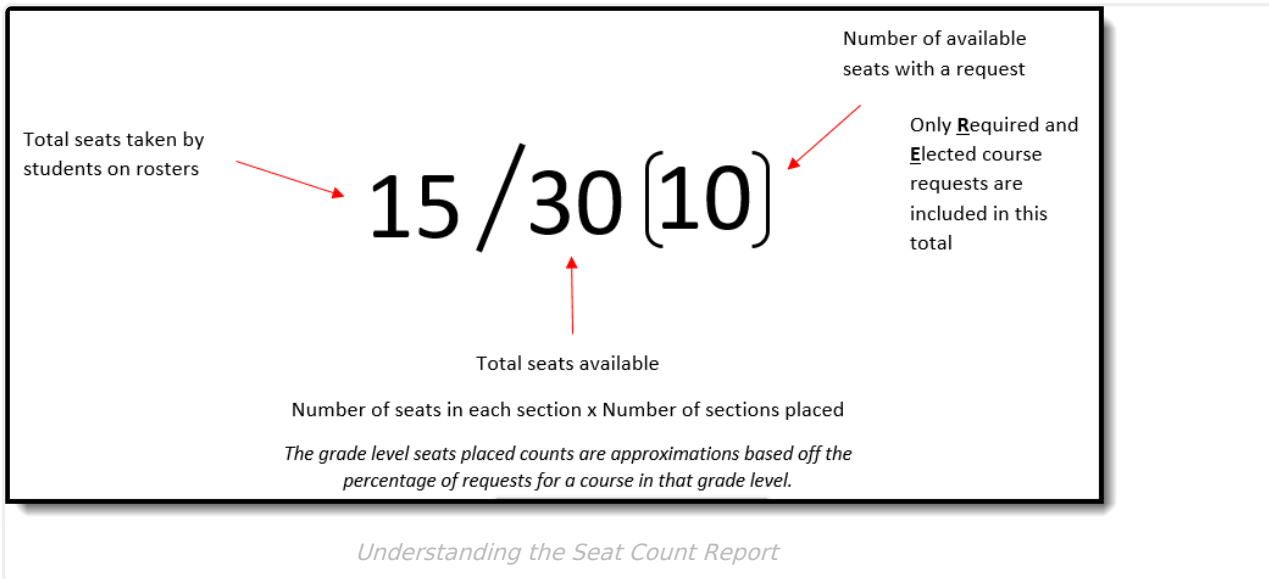 Number of available
seats with a request
Total seats taken by
students on rosters
Only Required and
Elected course
requests are
included in this
total
15/30(10)
Total seats available
Number of seats in each section x Number of sections placed
The grade level seats placed counts are approximations based off the
percentage of requests for a course in that grade level.
Understanding the Seat Count Report